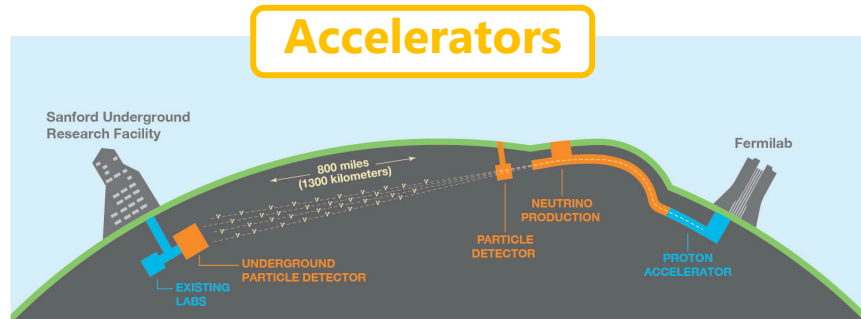 Accelerators
Sanford Underground
Research Facility
Fermilab
800 miles
(1300 kilometers)
NEUTRINO
PRODUCTION
PARTICLE
DETECTOR
UNDERGROUND
PARTICLE DETECTOR
PROTON
ACCELERATOR
EXISTING
LABS